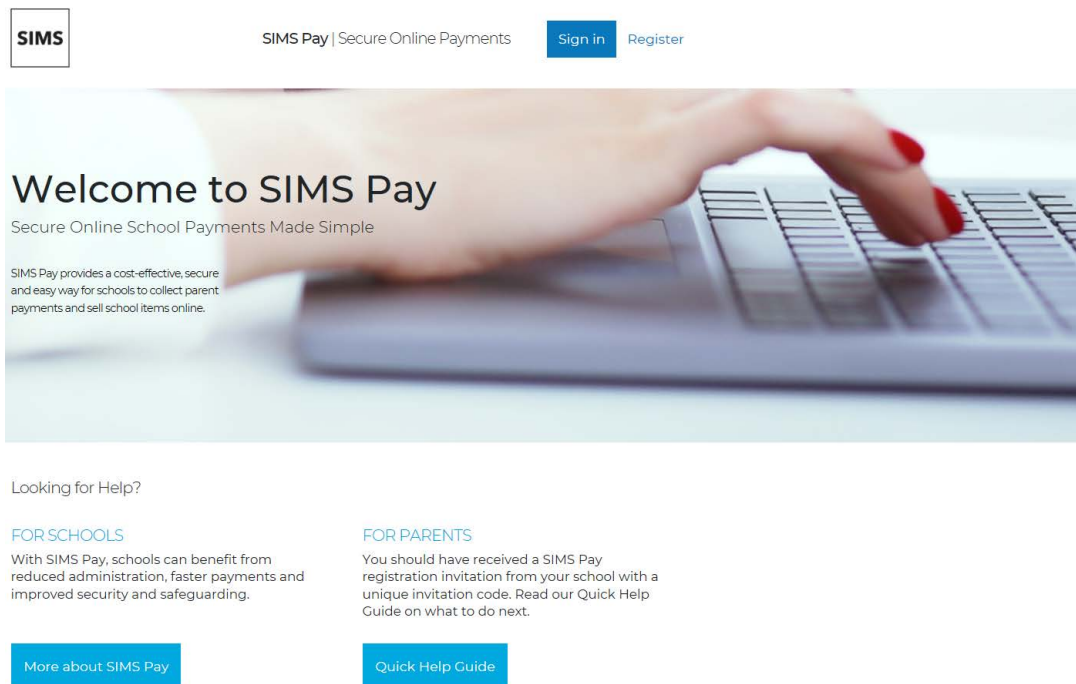 SIMS
SIMS Pay | Secure Online Payments
Sign in
Register
Welcome to SIMS Pay
Secure Online School Payments Made Simple
SIMS Pay provides a cost-effective, secure
and easy way for schools to collect parent
payments and sell school items online.
Looking for Help?
FOR SCHOOLS
With SIMS Pay, schools can benefit from
reduced administration, faster payments and
improved security and safeguarding.
More about SIMS Pay
FOR PARENTS
You should have received a SIMS Pay
registration invitation from your school with a
unique invitation code. Read our Quick Help
Guide on what to do next.
Quick Help Guide